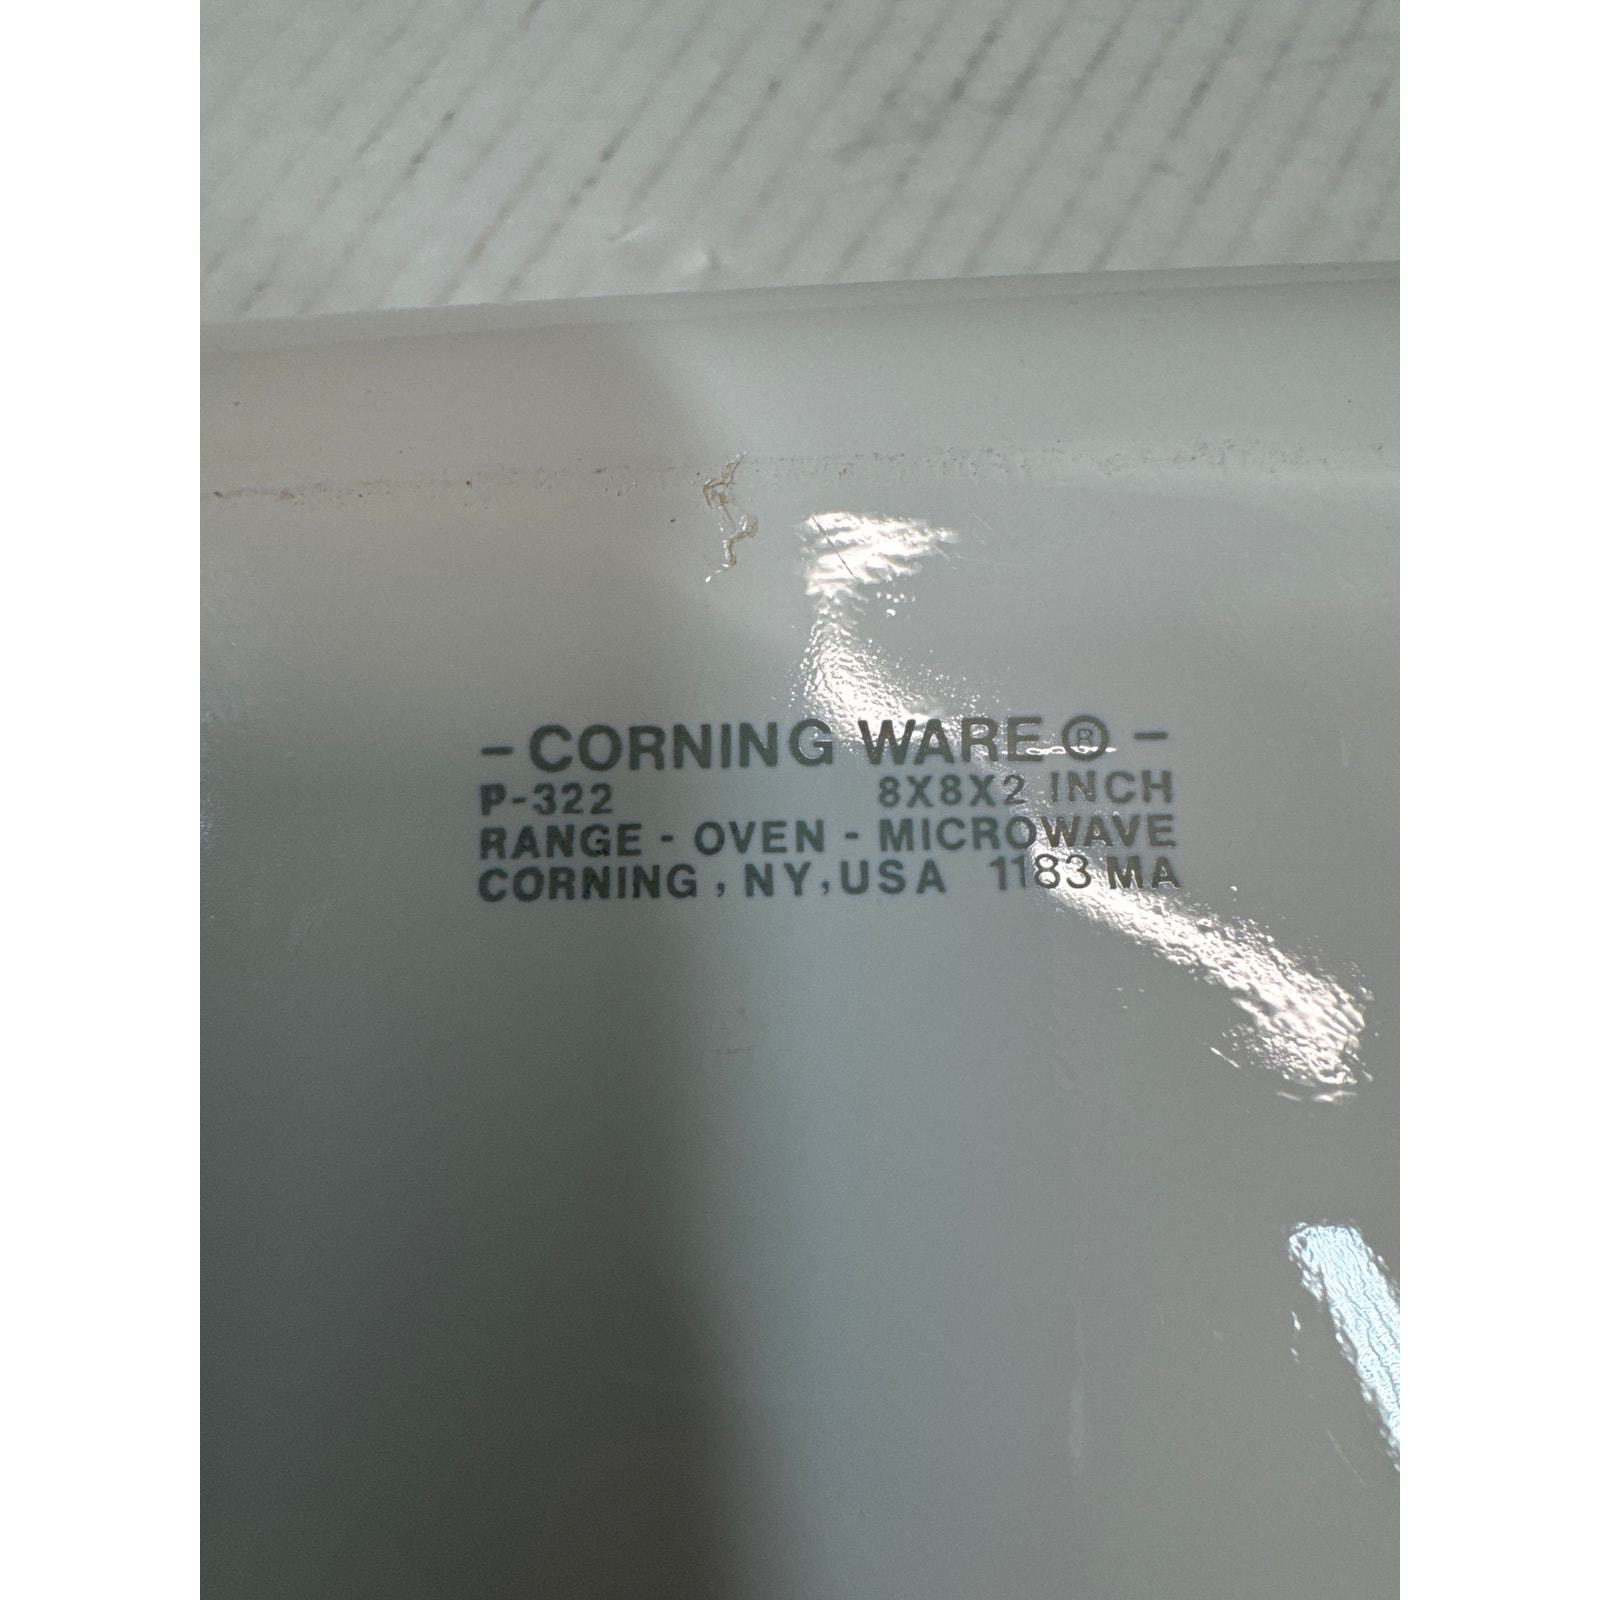 - CORNING WARE ® -
P-322 8X8X2 INCH
RANGE - OVEN - MICROWAVE
CORNING , NY, USA 1183 MA